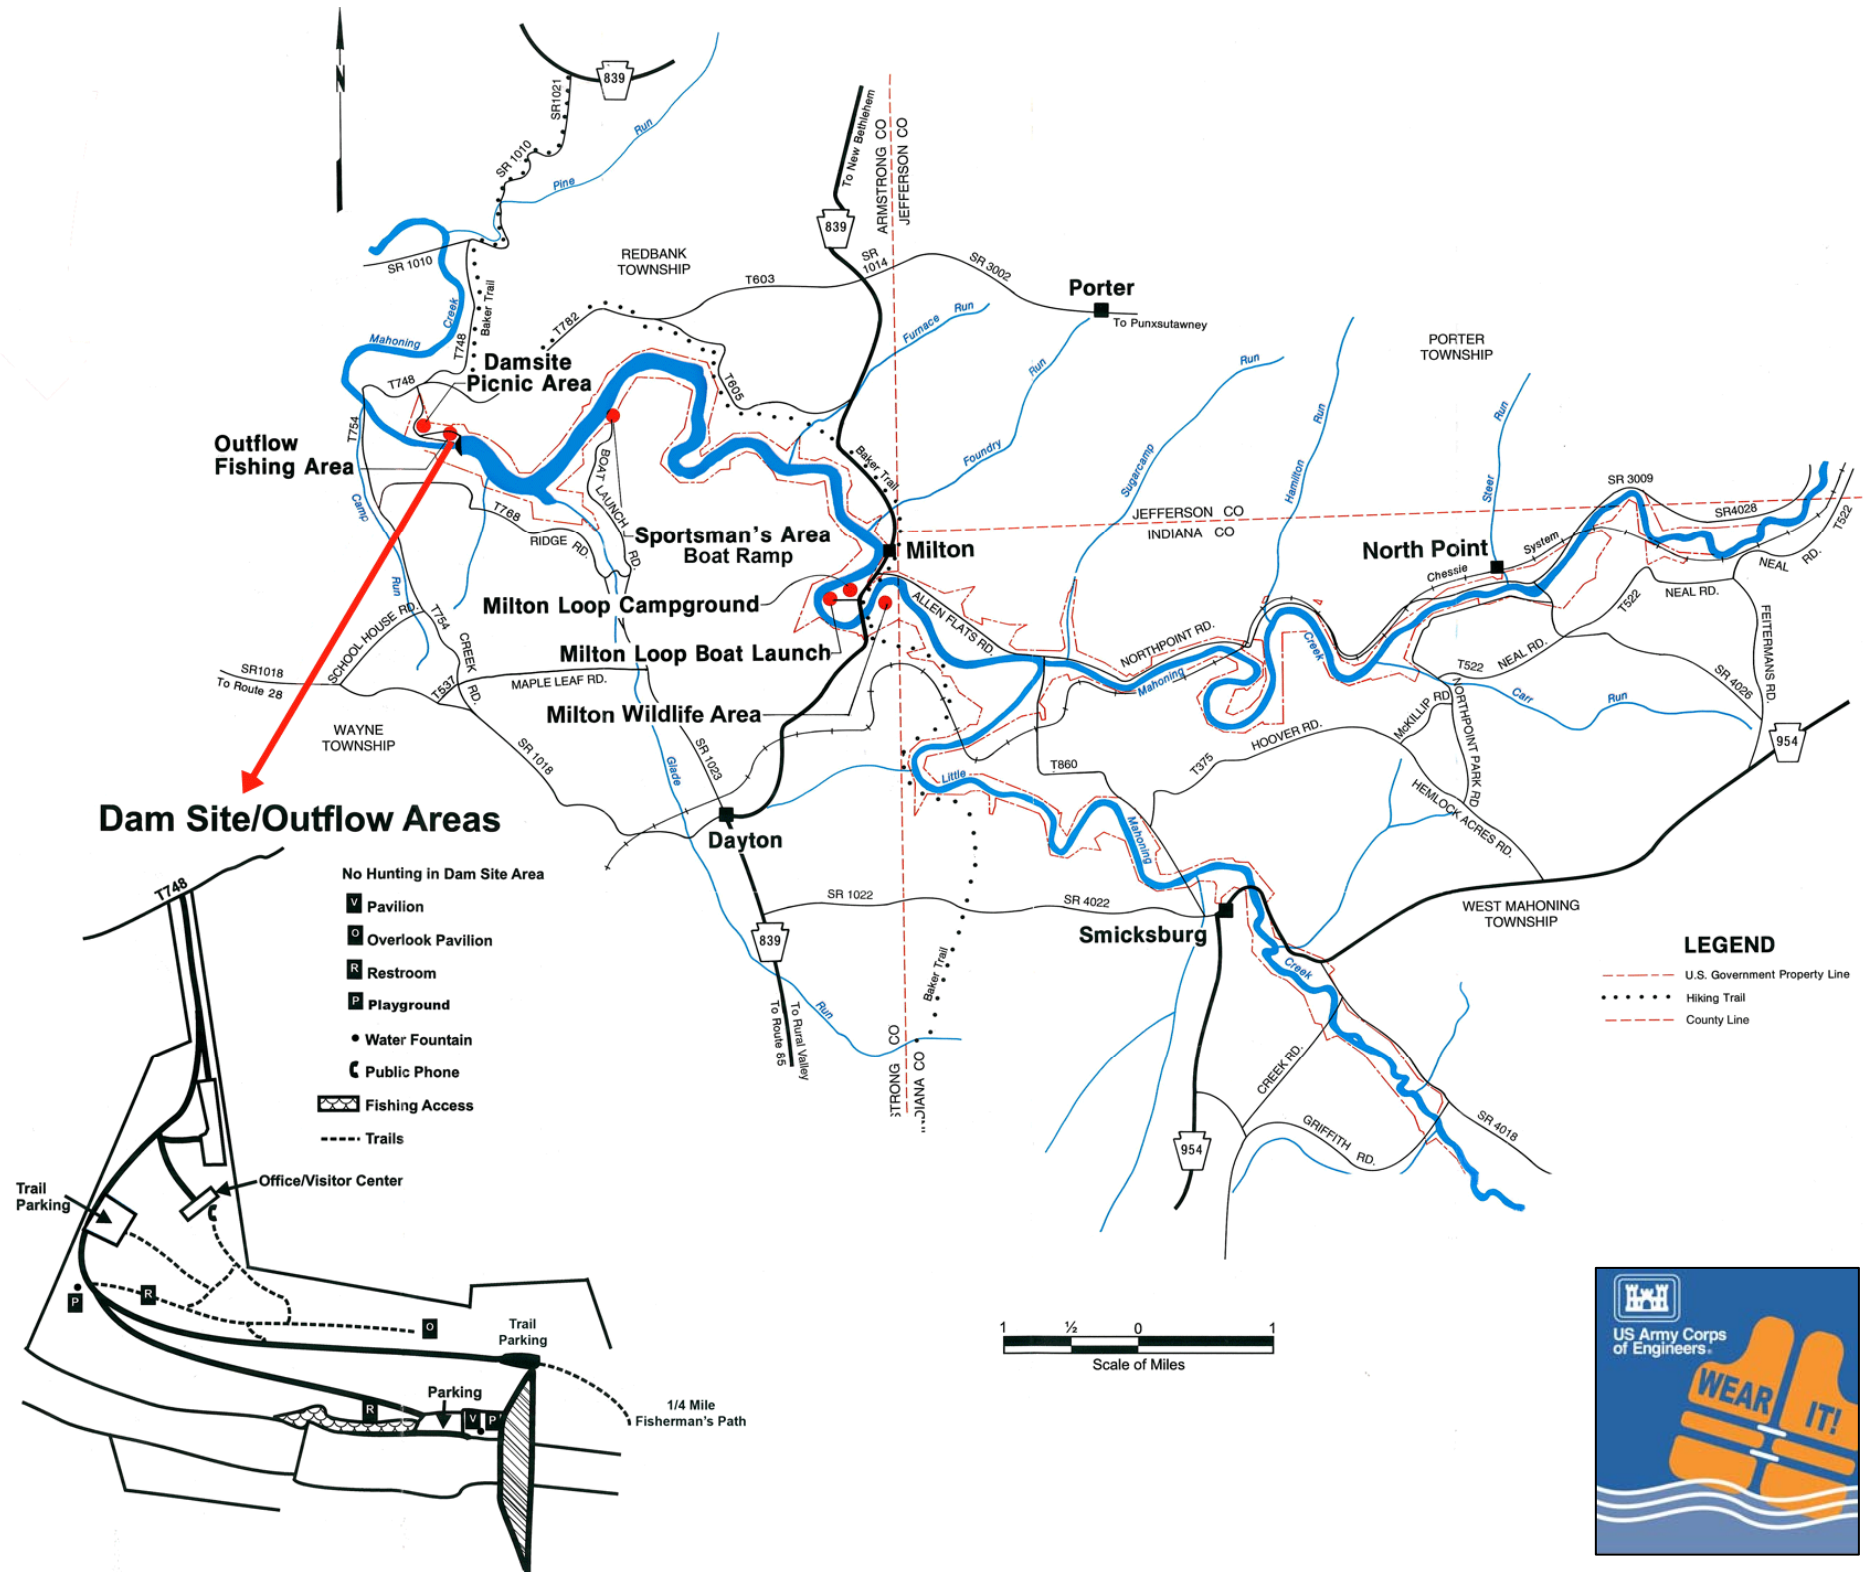 N
839
SR1021
SR 1010
Run
Pine
To New Bethlehem
ARMSTRONG CO
JEFFERSON CO
839
SR
1014
SR 3002
REDBANK
TOWNSHIP
T603
Porter
To Punxsutawney
SR 1010
Baker Trail
Creek
Mahoning
T748
T782
Furnace Run
PORTER
TOWNSHIP
Damsite
Picnic Area
T748
T605
Run
Run
Run
Run
T754
Outflow
Fishing Area
Baker Trail
Foundry
Sugarcamp
Hamilton
Steer
SR 3009
BOAT LAUNCH RD.
Camp
T768
RIDGE RD.
Sportsman's Area
Boat Ramp
JEFFERSON CO
INDIANA CO
SR4028
T522
Milton
North Point
System
Chessie
NEAL RD.
Run
Milton Loop Campground
ALLEN FLATS RD.
T522
NEAL RD.
SCHOOL HOUSE RD.
T754
CREEK RD.
Milton Loop Boat Launch
NORTHPOINT RD.
Creek
FEITERMANS RD.
NEAL RD.
T522
SR1018
To Route 28
T537
MAPLE LEAF RD.
Mahoning
SR 4026
Carr Run
McKILLIP RD
NORTHPOINT PARK RD
Milton Wildlife Area
WAYNE
TOWNSHIP
SR 1018
SR 1023
Glade
HOOVER RD.
954
T860
T375
Little
HEMLOCK ACRES RD.
Dam Site/Outflow Areas
Dayton
Mahoning
No Hunting in Dam Site Area
T748
V Pavilion
O Overlook Pavilion
R Restroom
P Playground
Water Fountain
Public Phone
Fishing Access
Trails
SR 1022
SR 4022
WEST MAHONING
TOWNSHIP
Smicksburg
839
Baker Trail
Creek
Run
To Route 85
To Rural Valley
STRONG CO
DIANA CO
LEGEND
U.S. Government Property Line
Hiking Trail
County Line
CREEK RD.
GRIFFITH RD.
SR 4018
954
Office/Visitor Center
Trail
Parking
P
R
O
Trail
Parking
Parking
R
V
P
1/4 Mile
Fisherman's Path
1 ½ 0 1
Scale of Miles
US Army Corps
of Engineers®
WEAR
IT!